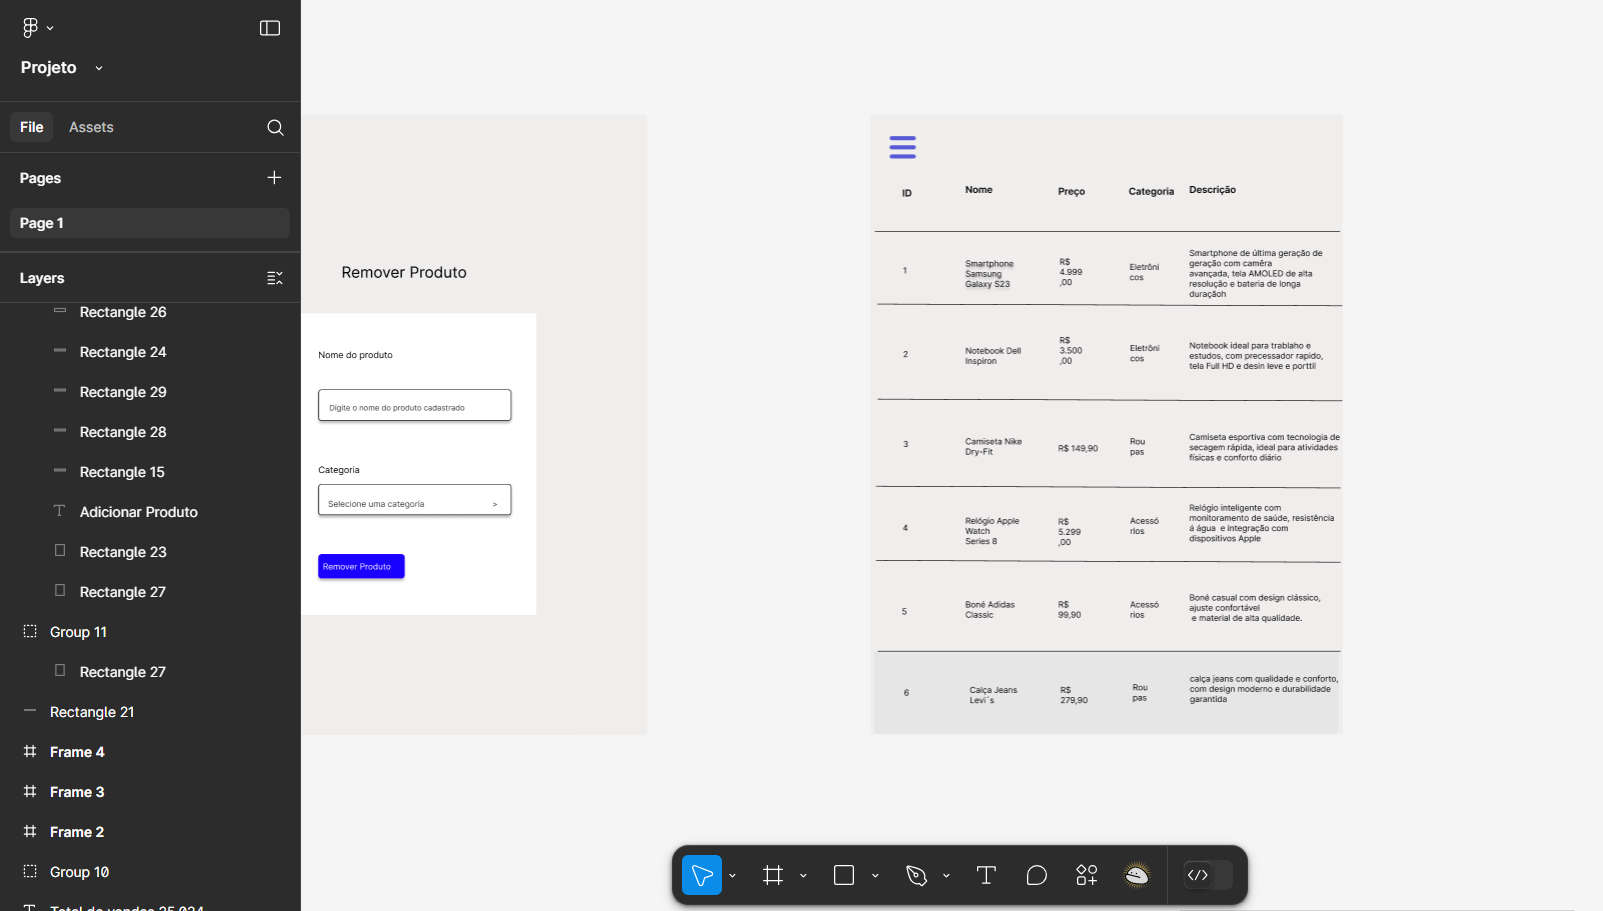 Projeto
File Assets
Pages
Page 1
Layers
Rectangle 26
Rectangle 24
Rectangle 29
Rectangle 28
Rectangle 15
Adicionar Produto
Rectangle 23
Rectangle 27
Group 11
Rectangle 27
Rectangle 21
Frame 4
Frame 3
Frame 2
Group 10
Total de vendas 25.024
Remover Produto
Nome do produto
Digite o nome do produto cadastrado
Categoria
Selecione uma categoria >
Remover Produto
ID Nome Preço Categoria Descrição
1
Smartphone
Samsung
Galaxy S23
R$
4.999
,00
Eletrôni
cos
Smartphone de última geração de
geração com camêra
avançada, tela AMOLED de alta
resolução e bateria de longa
duraçãoh
2
Notebook Dell
Inspiron
R$
3.500
,00
Eletrôni
cos
Notebook ideal para trablaho e
estudos, com precessador rapido,
tela Full HD e desin leve e porttil
3
Camiseta Nike
Dry-Fit
R$ 149,90
Rou
pas
Camiseta esportiva com tecnologia de
secagem rápida, ideal para atividades
físicas e conforto diário
4
Relógio Apple
Watch
Series 8
R$
5.299
,00
Acessó
rios
Relógio inteligente com
monitoramento de saúde, resistência
á água e integração com
dispositivos Apple
5
Boné Adidas
Classic
R$
99,90
Acessó
rios
Boné casual com design clássico,
ajuste confortável
e material de alta qualidade.
6
Calça Jeans
Levi´s
R$
279,90
Rou
pas
calça jeans com qualidade e conforto,
com design moderno e durabilidade
garantida